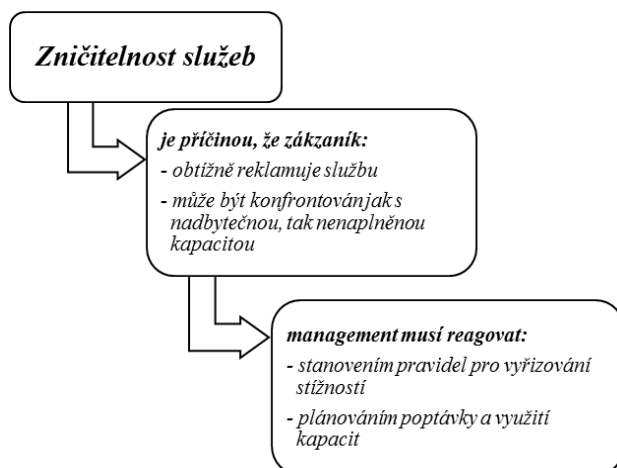 Zničitelnost služeb
je příčinou, že zákzaník:
- obtížně reklamuje službu
- může být konfrontován jak s
nadbytečnou, tak nenaplněnou
kapacitou
management musí reagovat:
- stanovením pravidel pro vyřizování
stížností
- plánováním poptávky a využití
kapacit